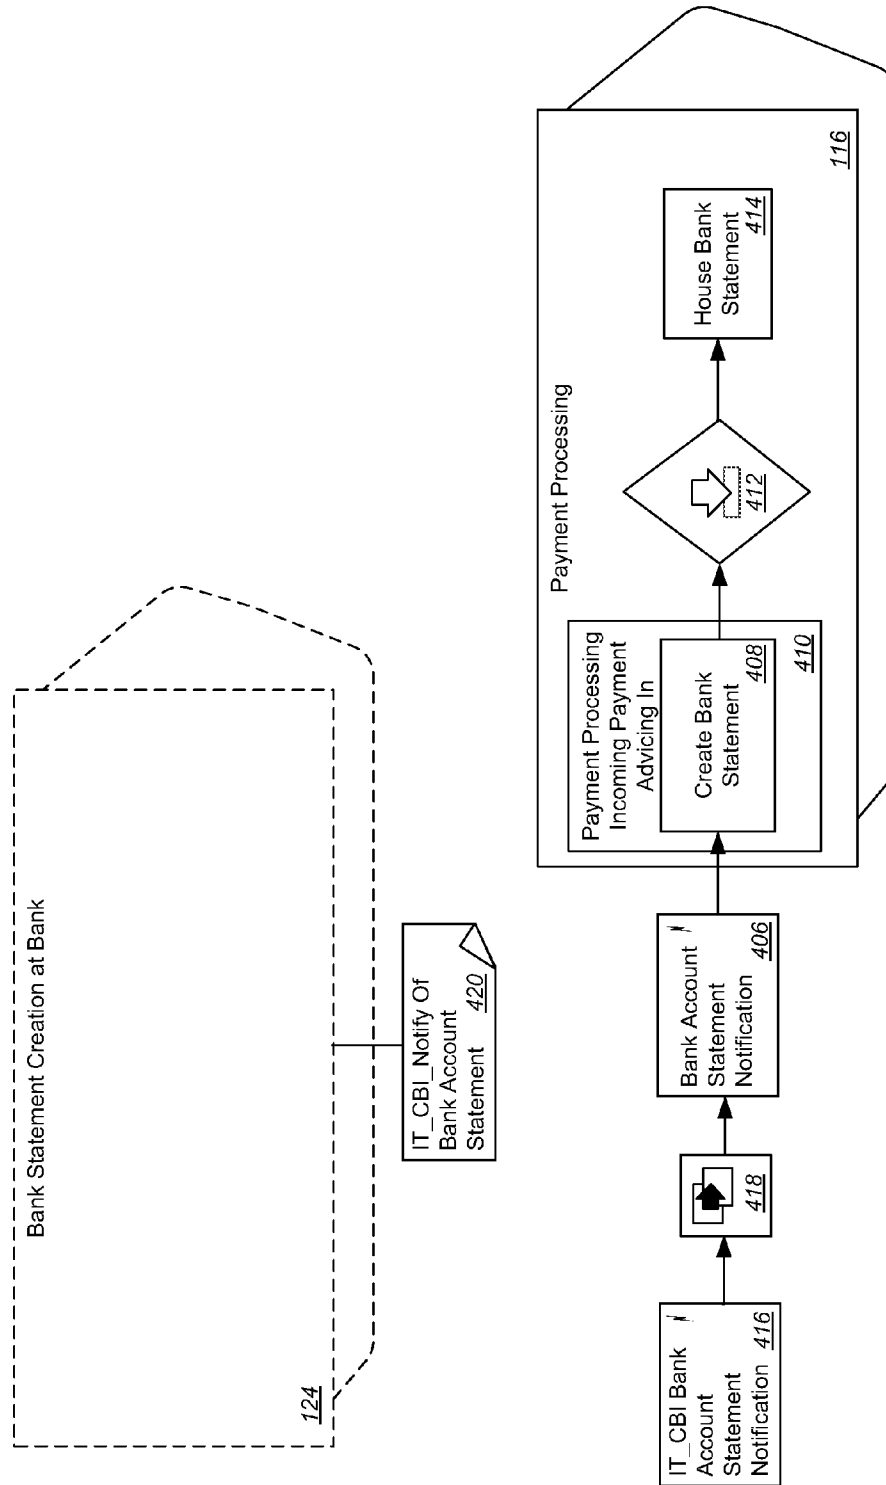 Bank Statement Creation at Bank
124
IT_CBI_Notify Of
Bank Account
Statement
420
IT_CBI Bank
Account
Statement
Notification
416
418
Bank Account
Statement
Notification
406
Payment Processing
Payment Processing
Incoming Payment
Advicing In
Create Bank
Statement
408
410
412
House Bank
Statement
414
116